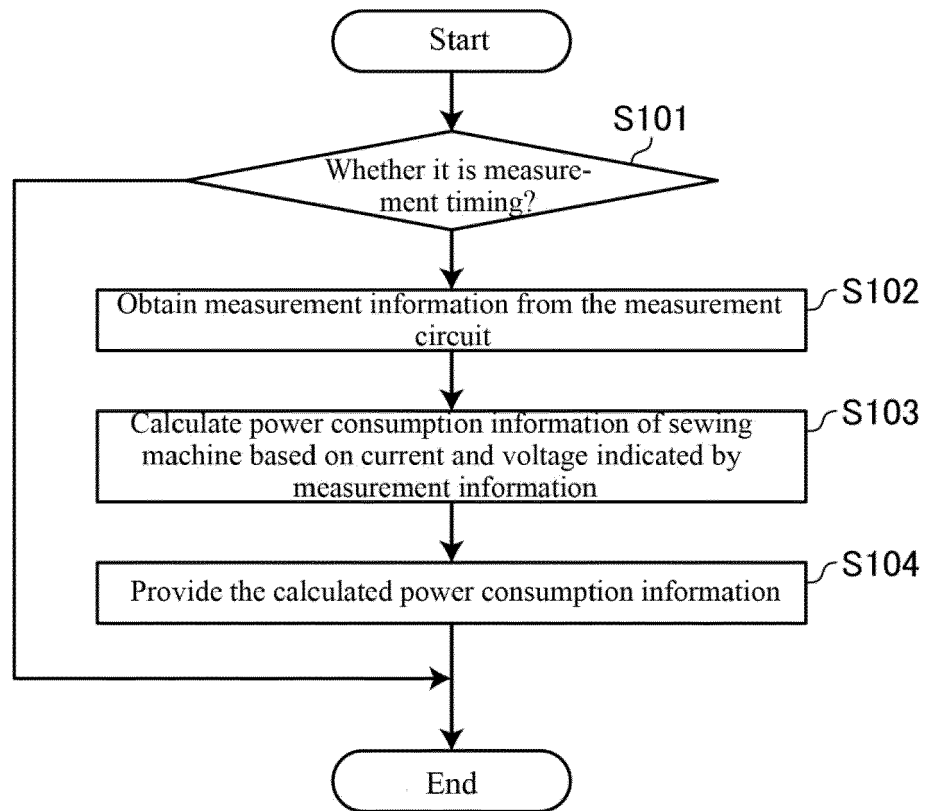 Start
S101
Whether it is measure-
ment timing?
S102
Obtain measurement information from the measurement
circuit
S103
Calculate power consumption information of sewing
machine based on current and voltage indicated by
measurement information
S104
Provide the calculated power consumption information
End